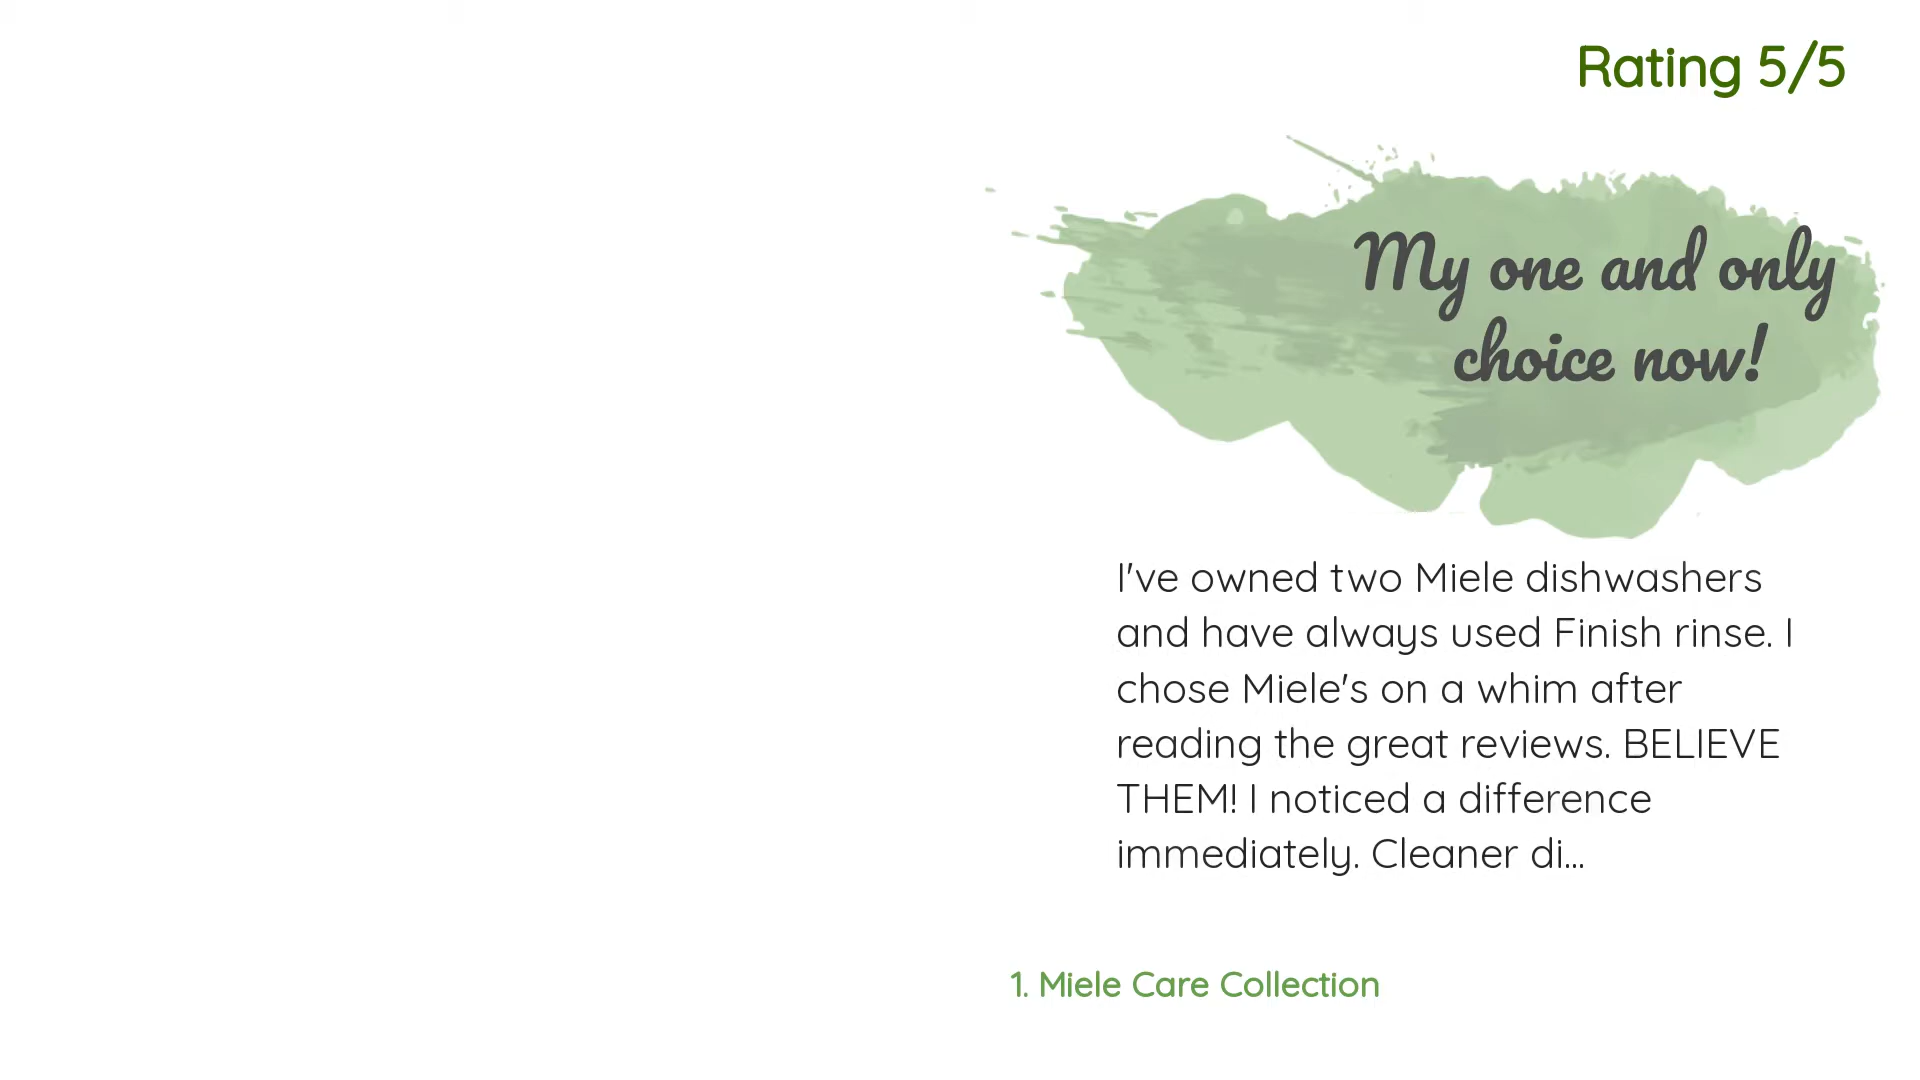 Rating 5/5
My one and only
choice now!
I've owned two Miele dishwashers
and have always used Finish rinse. I
chose Miele's on a whim after
reading the great reviews. BELIEVE
THEM! I noticed a difference
immediately. Cleaner di...
1. Miele Care Collection